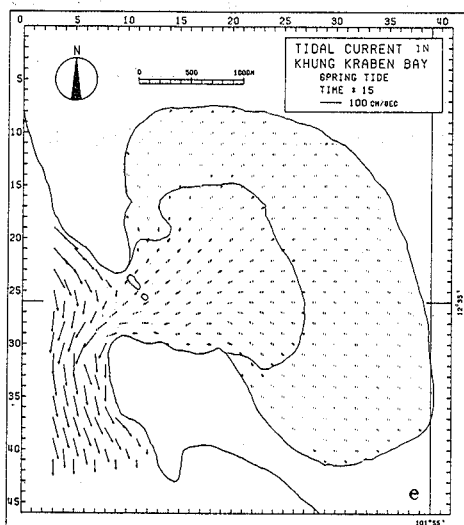 0 5 10 15 20 25 30 35 40
TIDAL CURRENT IN
KHUNG KRABEN BAY
SPRING TIDE
TIME = 15
100 CM/SEC
N
0 500 1000M
5
10
15
20
25
30
35
40
45
12°35'
101°55'
e